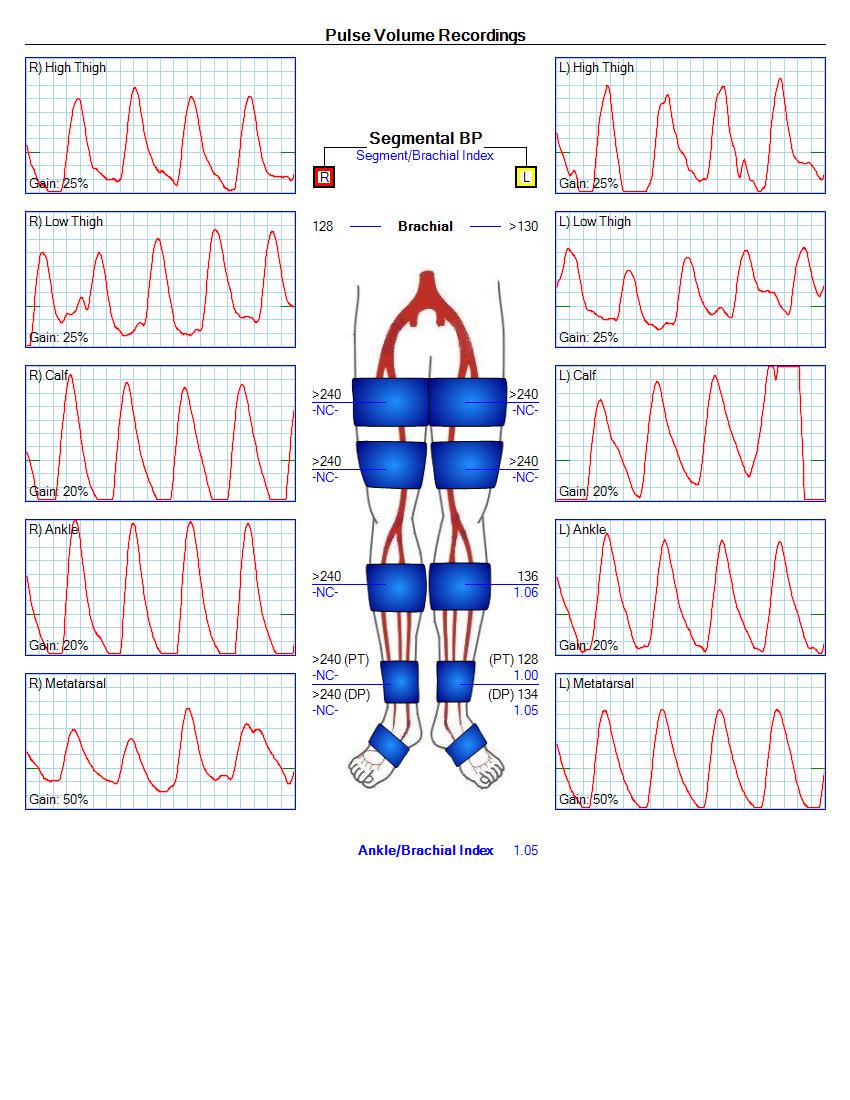 Pulse Volume Recordings
R) High Thigh
Gain: 25%
L) High Thigh
Gain: 25%
Segmental BP
Segment/Brachial Index
R
L
128 Brachial >130
R) Low Thigh
Gain: 25%
L) Low Thigh
Gain: 25%
>240 >240
-NC- -NC-
R) Calf
Gain: 20%
L) Calf
Gain: 20%
>240 >240
-NC- -NC-
R) Ankle
Gain: 20%
L) Ankle
Gain: 20%
>240 136
-NC- 1.06
>240 (PT) (PT) 128
-NC- 1.00
>240 (DP) (DP) 134
-NC- 1.05
R) Metatarsal
Gain: 50%
L) Metatarsal
Gain: 50%
Ankle/Brachial Index 1.05